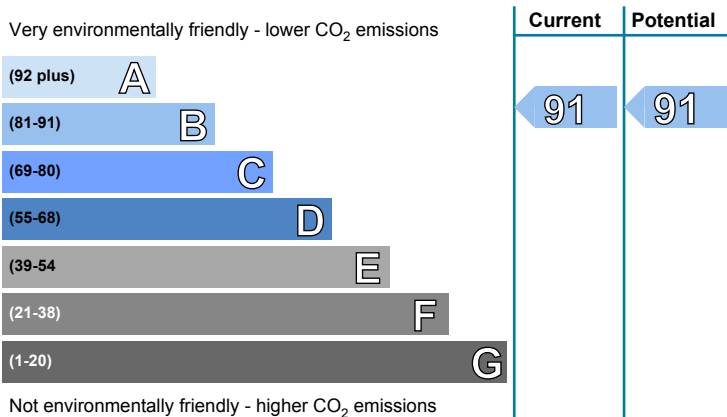 Very environmentally friendly - lower CO2 emissions
Current Potential
(92 plus) A
(81-91) B
91 91
(69-80) C
(55-68) D
(39-54 E
(21-38) F
(1-20) G
Not environmentally friendly - higher CO2 emissions